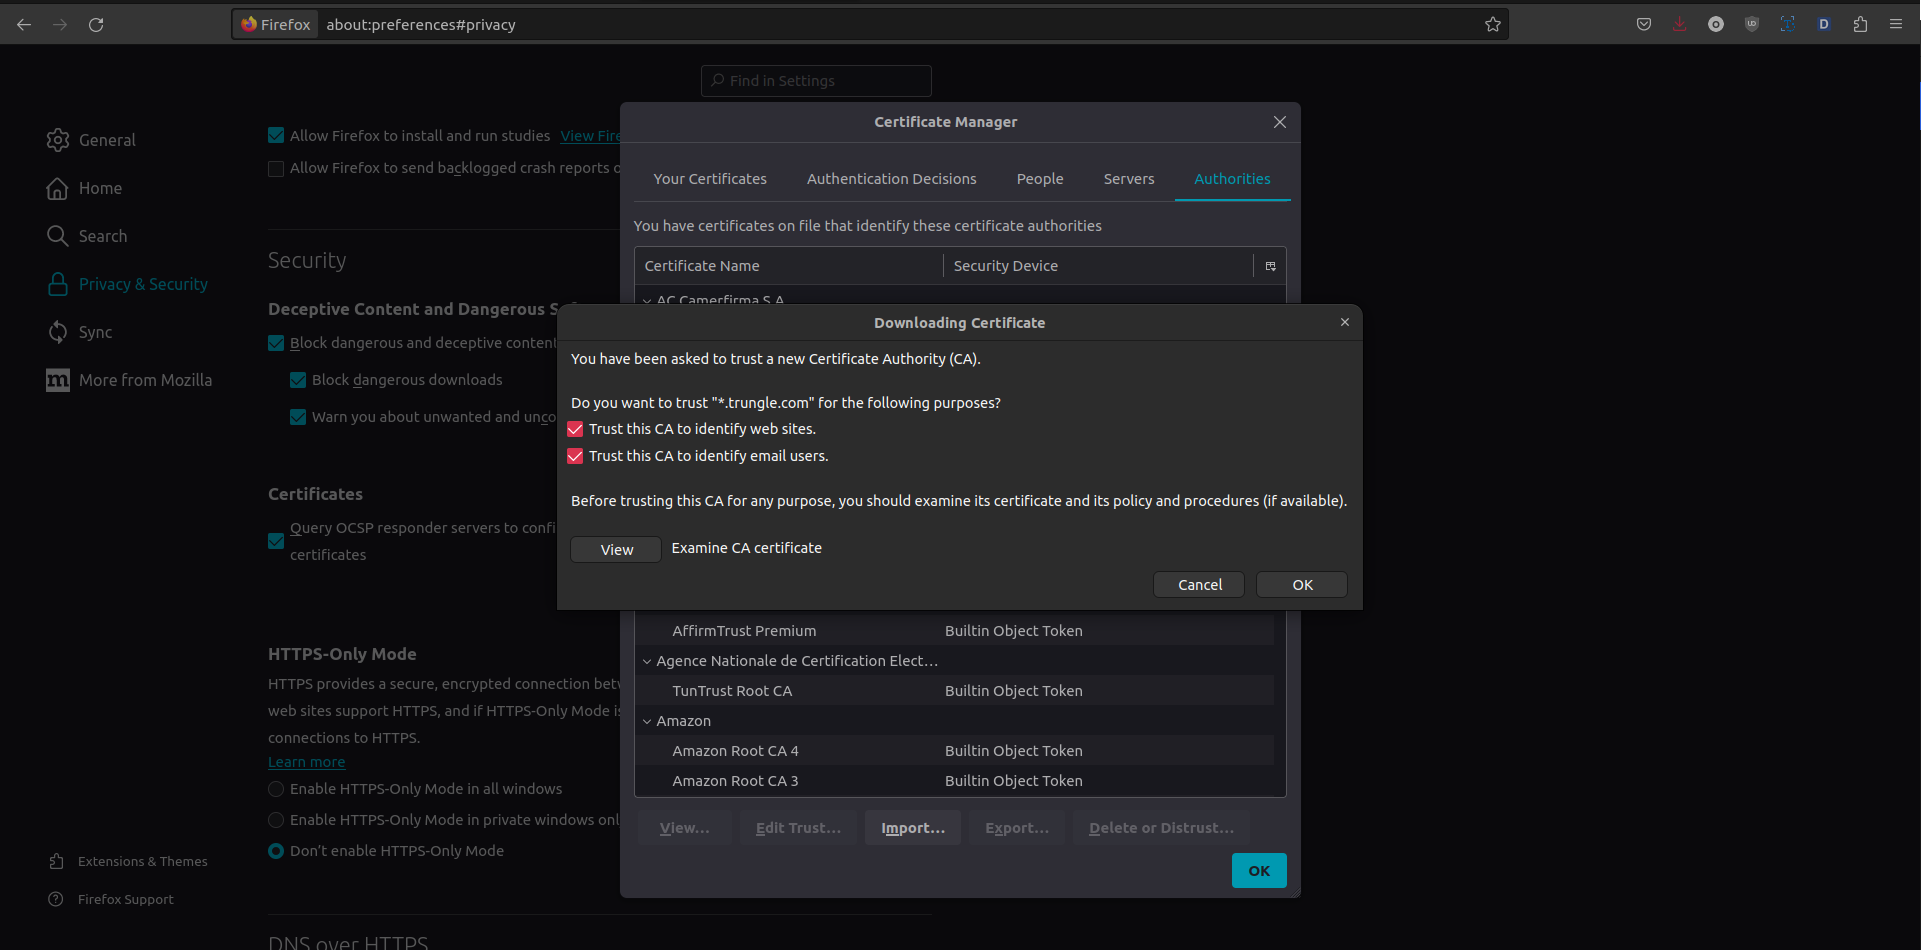 Firefox about:preferences#privacy
Find in Settings
General
Home
Search
Privacy & Security
Sync
More from Mozilla
Extensions & Themes
Firefox Support
Allow Firefox to install and run studies View Fire
Allow Firefox to send backlogged crash reports o
Security
Deceptive Content and Dangerous S
Block dangerous and deceptive content
Block dangerous downloads
Warn you about unwanted and unco
Certificates
Query OCSP responder servers to confi
certificates
HTTPS-Only Mode
HTTPS provides a secure, encrypted connection betw
web sites support HTTPS, and if HTTPS-Only Mode is
connections to HTTPS.
Learn more
Enable HTTPS-Only Mode in all windows
Enable HTTPS-Only Mode in private windows onl
Don't enable HTTPS-Only Mode
DNS over HTTPS
Certificate Manager
Your Certificates Authentication Decisions People Servers Authorities
You have certificates on file that identify these certificate authorities
Certificate Name Security Device
AC Camerfirma S.A.
Downloading Certificate
You have been asked to trust a new Certificate Authority (CA).
Do you want to trust "*.trungle.com" for the following purposes?
Trust this CA to identify web sites.
Trust this CA to identify email users.
Before trusting this CA for any purpose, you should examine its certificate and its policy and procedures (if available).
View Examine CA certificate
Cancel OK
AffirmTrust Premium Builtin Object Token
Agence Nationale de Certification Elect…
TunTrust Root CA Builtin Object Token
Amazon
Amazon Root CA 4 Builtin Object Token
Amazon Root CA 3 Builtin Object Token
View… Edit Trust… Import… Export… Delete or Distrust…
OK